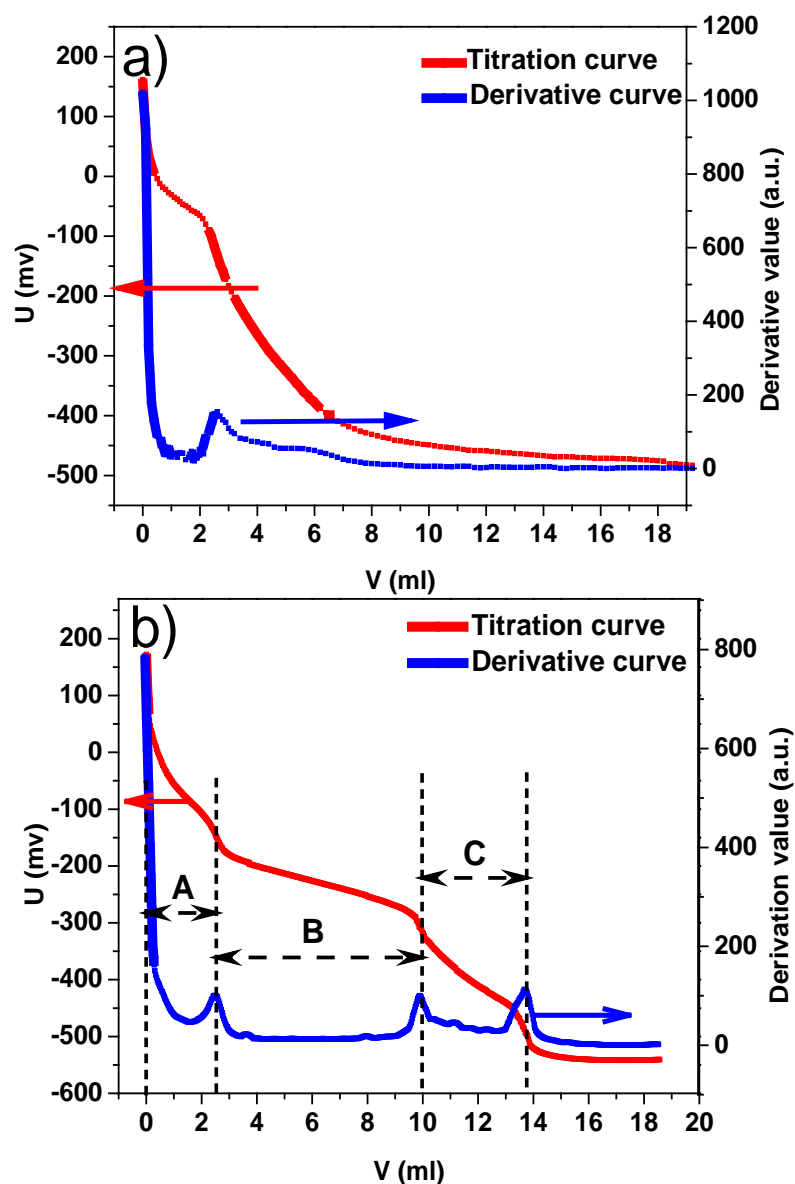 a)
Titration curve
Derivative curve
200
100
0
-100
-200
-300
-400
-500
U (mv)
1200
1000
800
600
400
200
0
Derivative value (a.u.)
0 2 4 6 8 10 12 14 16 18
V (ml)
b)
Titration curve
Derivative curve
A
B
C
200
100
0
-100
-200
-300
-400
-500
-600
U (mv)
800
600
400
200
0
Derivation value (a.u.)
0 2 4 6 8 10 12 14 16 18 20
V (ml)